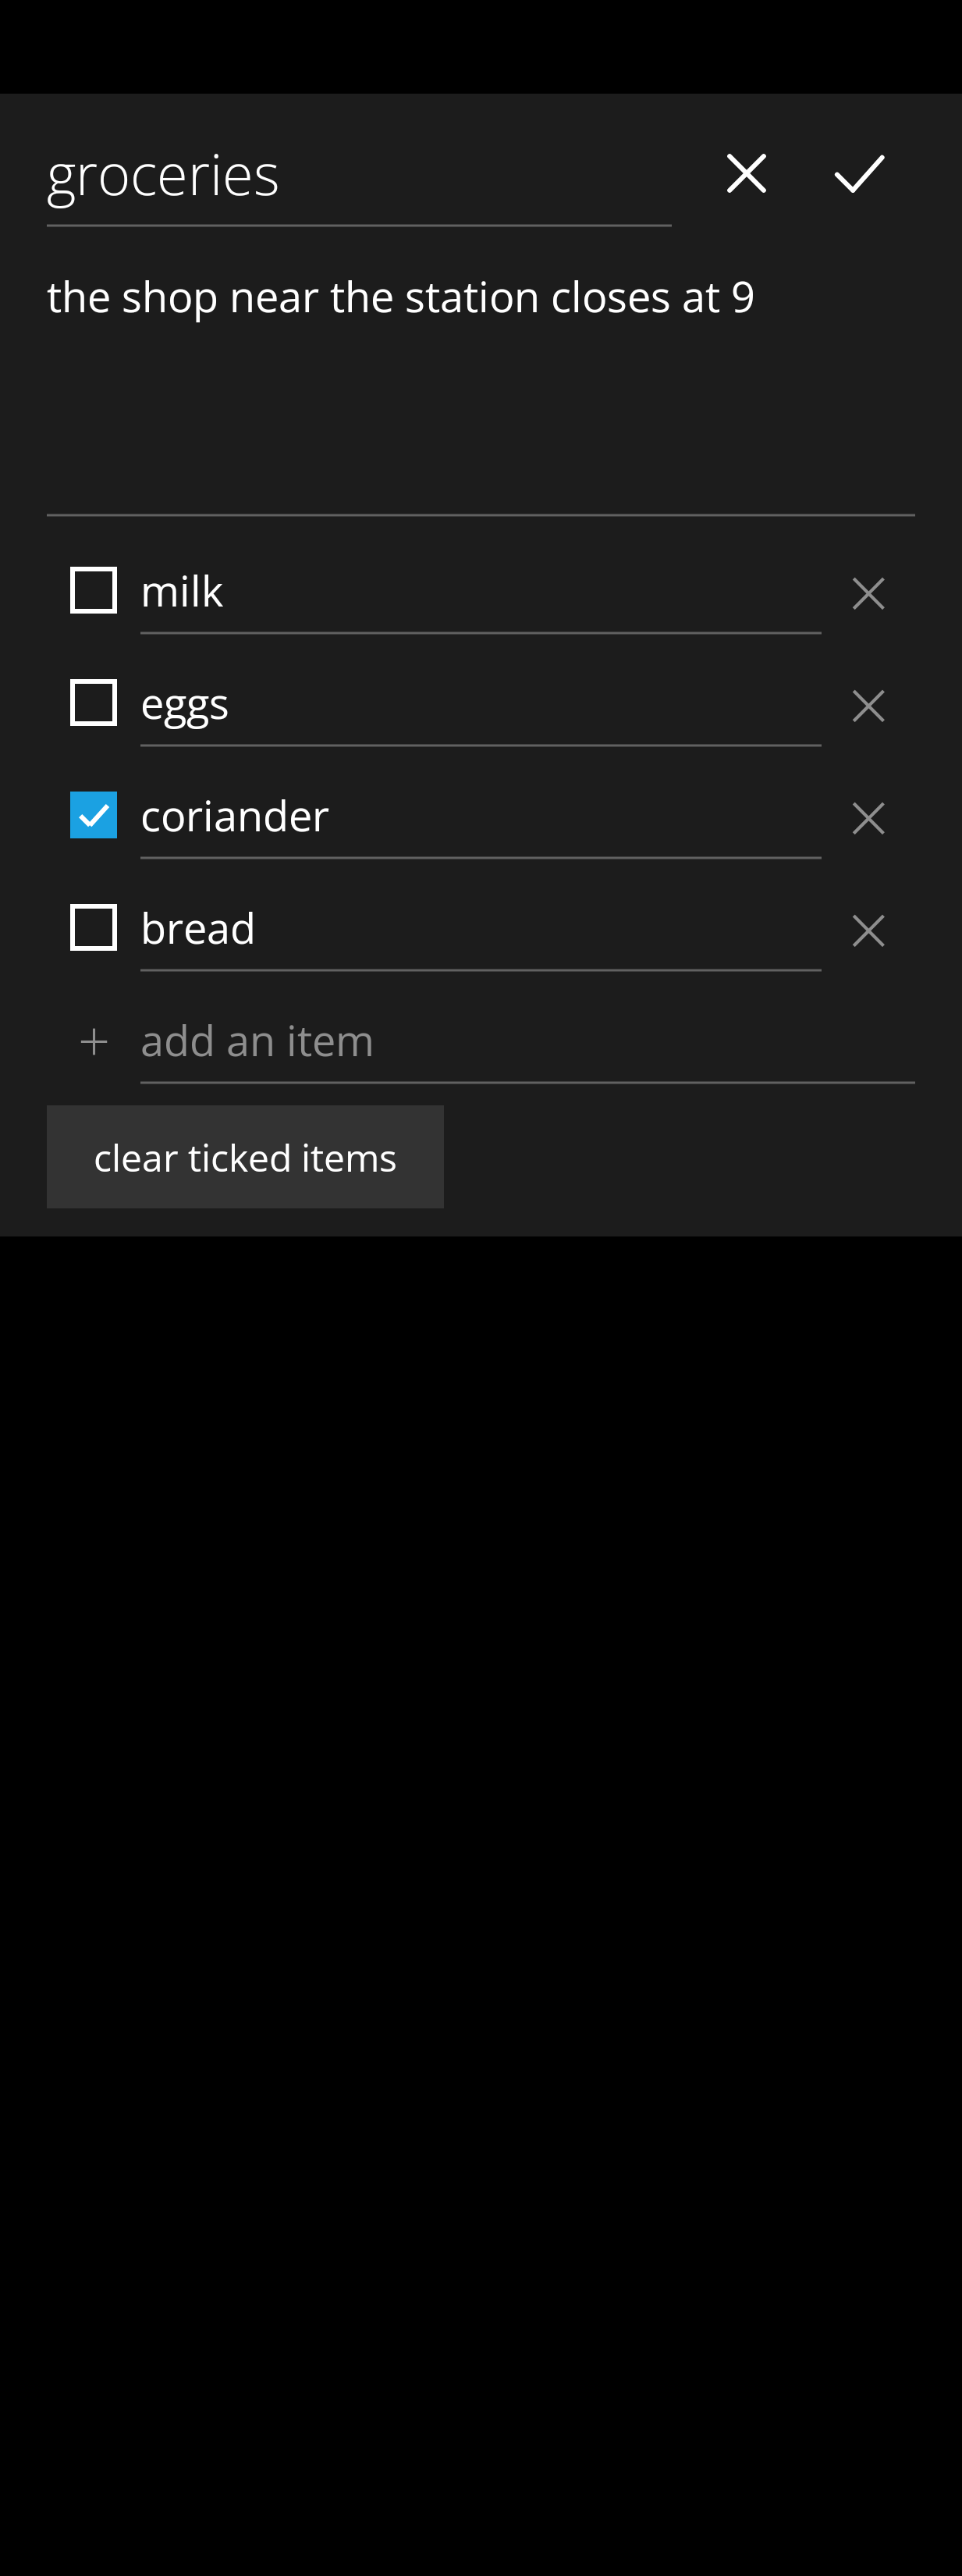 groceries
the shop near the station closes at 9
milk
eggs
coriander
bread
add an item
clear ticked items